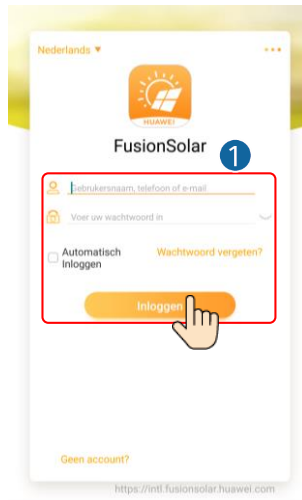 Nederlands ▼
HUAWEI
FusionSolar
1
Gebruikersnaam, telefoon of e-mail
Voer uw wachtwoord in
Automatisch Inloggen
Wachtwoord vergeten?
Inloggen
Geen account?
https://intl.fusionsolar.huawei.com